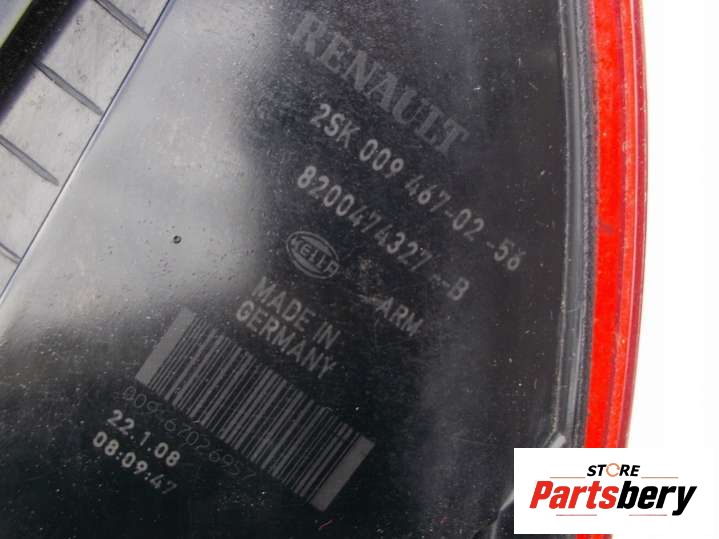 RENAULT
2SK 009 467-02 -56
8200474327 --B
HELLA
ARM
MADE IN
GERMANY
22.1.08
08:09:47
STORE
Partsbery